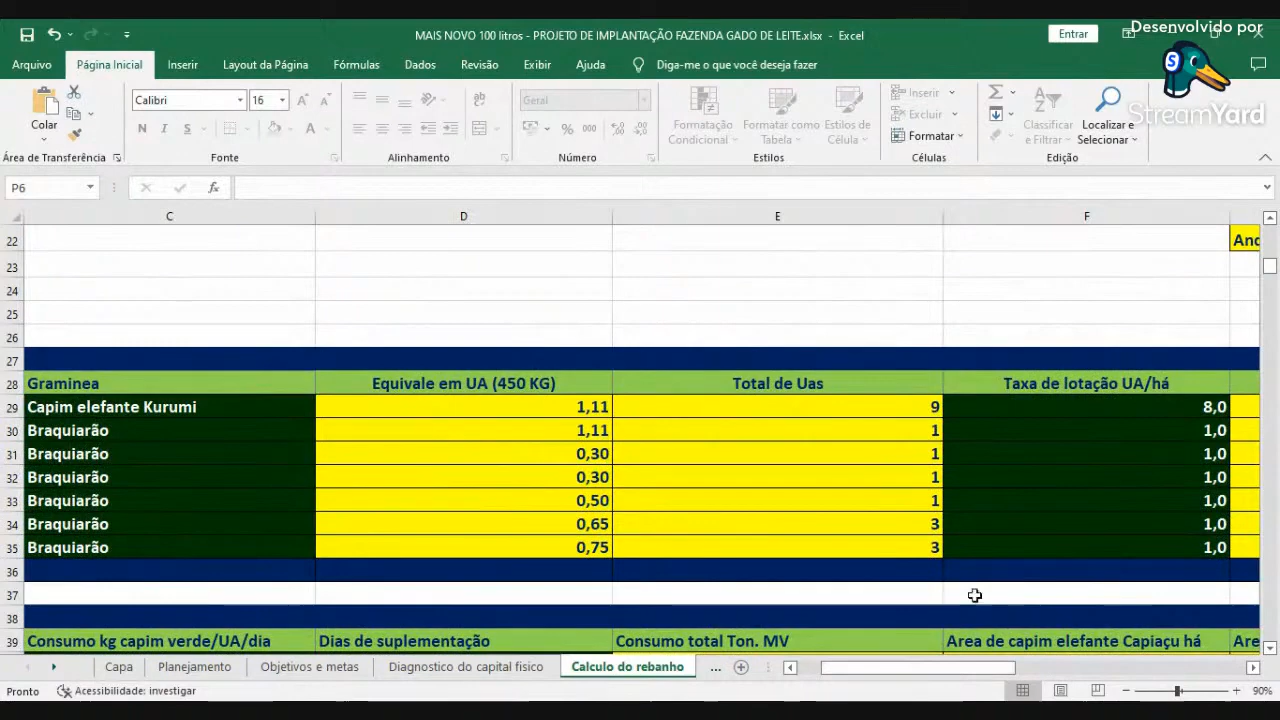 Desenvolvido por
StreamYard
MAIS NOVO 100 litros - PROJETO DE IMPLANTAÇÃO FAZENDA GADO DE LEITE.xlsx - Excel
Entrar
Arquivo Página Inicial Inserir Layout da Página Fórmulas Dados Revisão Exibir Ajuda Diga-me o que você deseja fazer
Colar
Calibri 16
N I S
Geral
% 000
Formatação Condicional
Formatar como Tabela
Estilos de Célula
Inserir
Excluir
Formatar
Classificar e Filtrar
Localizar e Selecionar
Área de Transferência Fonte Alinhamento Número Estilos Células Edição
P6 fx
C D E F
22
23
24
25
26
27
28 Graminea Equivale em UA (450 KG) Total de Uas Taxa de lotação UA/há
29 Capim elefante Kurumi 1,11 9 8,0
30 Braquiarão 1,11 1 1,0
31 Braquiarão 0,30 1 1,0
32 Braquiarão 0,30 1 1,0
33 Braquiarão 0,50 1 1,0
34 Braquiarão 0,65 3 1,0
35 Braquiarão 0,75 3 1,0
36
37
38
39 Consumo kg capim verde/UA/dia Dias de suplementação Consumo total Ton. MV Area de capim elefante Capiaçu há
Capa Planejamento Objetivos e metas Diagnostico do capital fisico Calculo do rebanho ...
Pronto Acessibilidade: investigar 90%